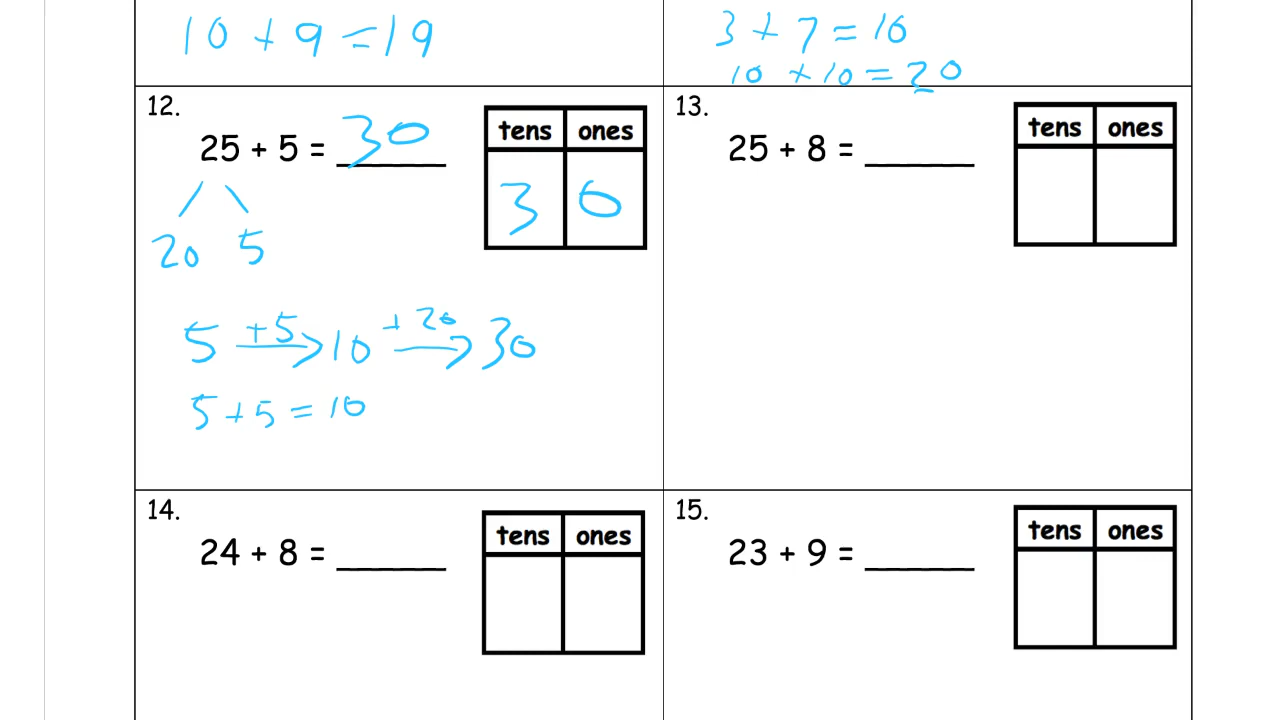 10 + 9 = 19
3 + 7 = 10
10 + 10 = 20
12.
25 + 5 = 30
tens ones
3 0
20 5
5 +5 10 +20 30
5 + 5 = 10
13.
25 + 8 = ______
tens ones
14.
24 + 8 = ______
tens ones
15.
23 + 9 = ______
tens ones